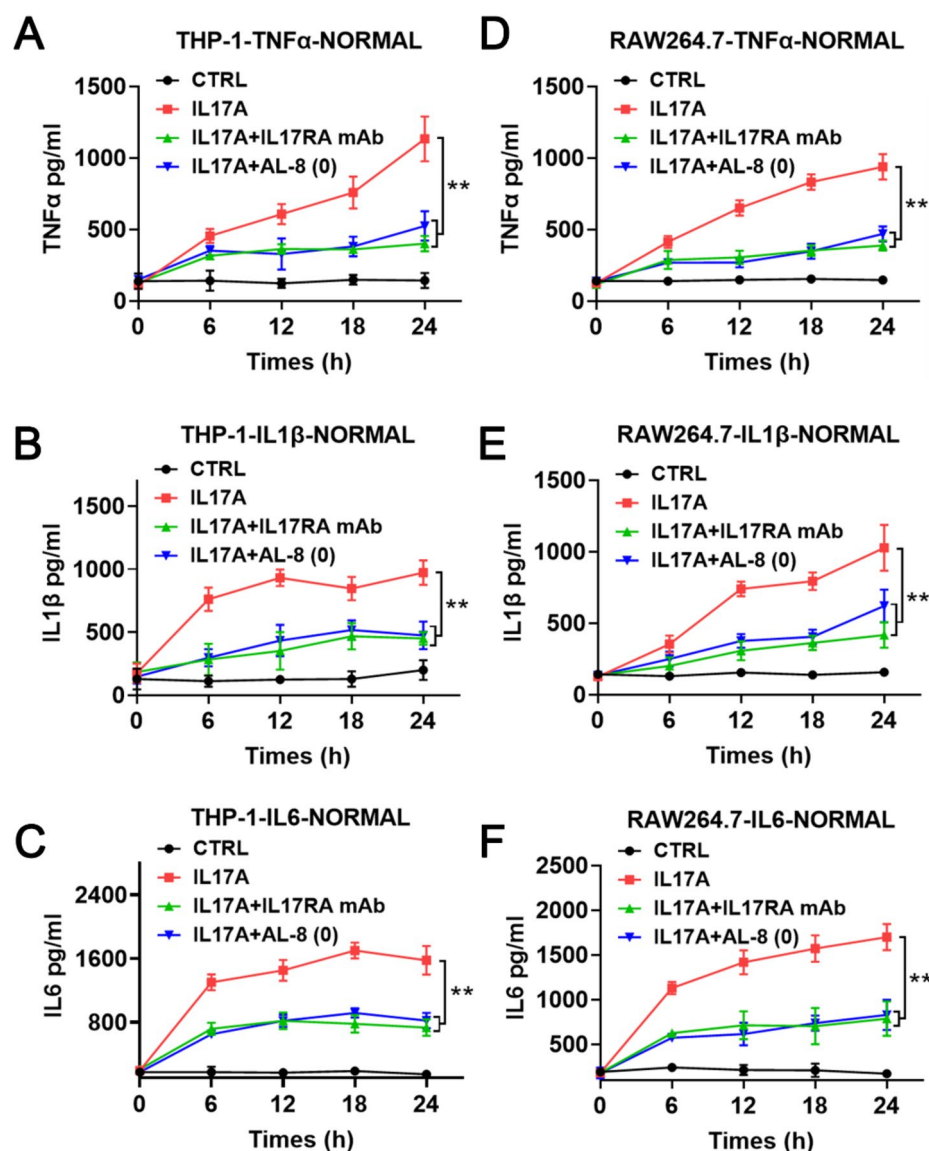 A
THP-1-TNFα-NORMAL
CTRL
IL17A
IL17A+IL17RA mAb
IL17A+AL-8 (0)
1500
1000
500
0
TNFα pg/ml
**
0 6 12 18 24
Times (h)
D
RAW264.7-TNFα-NORMAL
CTRL
IL17A
IL17A+IL17RA mAb
IL17A+AL-8 (0)
1500
1000
500
0
TNFα pg/ml
**
0 6 12 18 24
Times (h)
B
THP-1-IL1β-NORMAL
CTRL
IL17A
IL17A+IL17RA mAb
IL17A+AL-8 (0)
1500
1000
500
0
IL1β pg/ml
**
0 6 12 18 24
Times (h)
E
RAW264.7-IL1β-NORMAL
CTRL
IL17A
IL17A+IL17RA mAb
IL17A+AL-8 (0)
1500
1000
500
0
IL1β pg/ml
**
0 6 12 18 24
Times (h)
C
THP-1-IL6-NORMAL
CTRL
IL17A
IL17A+IL17RA mAb
IL17A+AL-8 (0)
2400
1600
800
IL6 pg/ml
**
0 6 12 18 24
Times (h)
F
RAW264.7-IL6-NORMAL
CTRL
IL17A
IL17A+IL17RA mAb
IL17A+AL-8 (0)
2500
2000
1500
1000
500
IL6 pg/ml
**
0 6 12 18 24
Times (h)